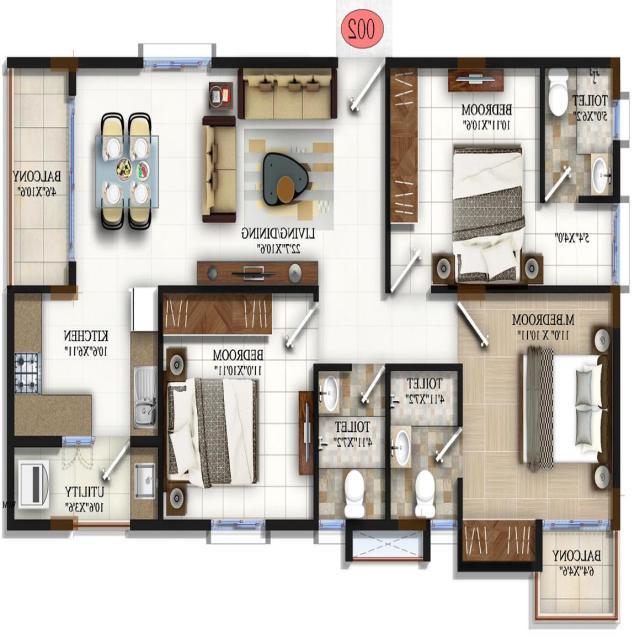 002
BALCONY
4'6"X10'6"
LIVING/DINING
22'7"X10'6"
BEDROOM
10'11"X10'6"
TOILET
5'0"X6'2"
5'4"X4'0"
KITCHEN
10'6"X6'11"
BEDROOM
11'0"X10'11"
TOILET
4'11"X7'2"
TOILET
4'11"X7'2"
M.BEDROOM
11'0" X 10'11"
UTILITY
10'6"X3'6"
BALCONY
6'4"X4'6"